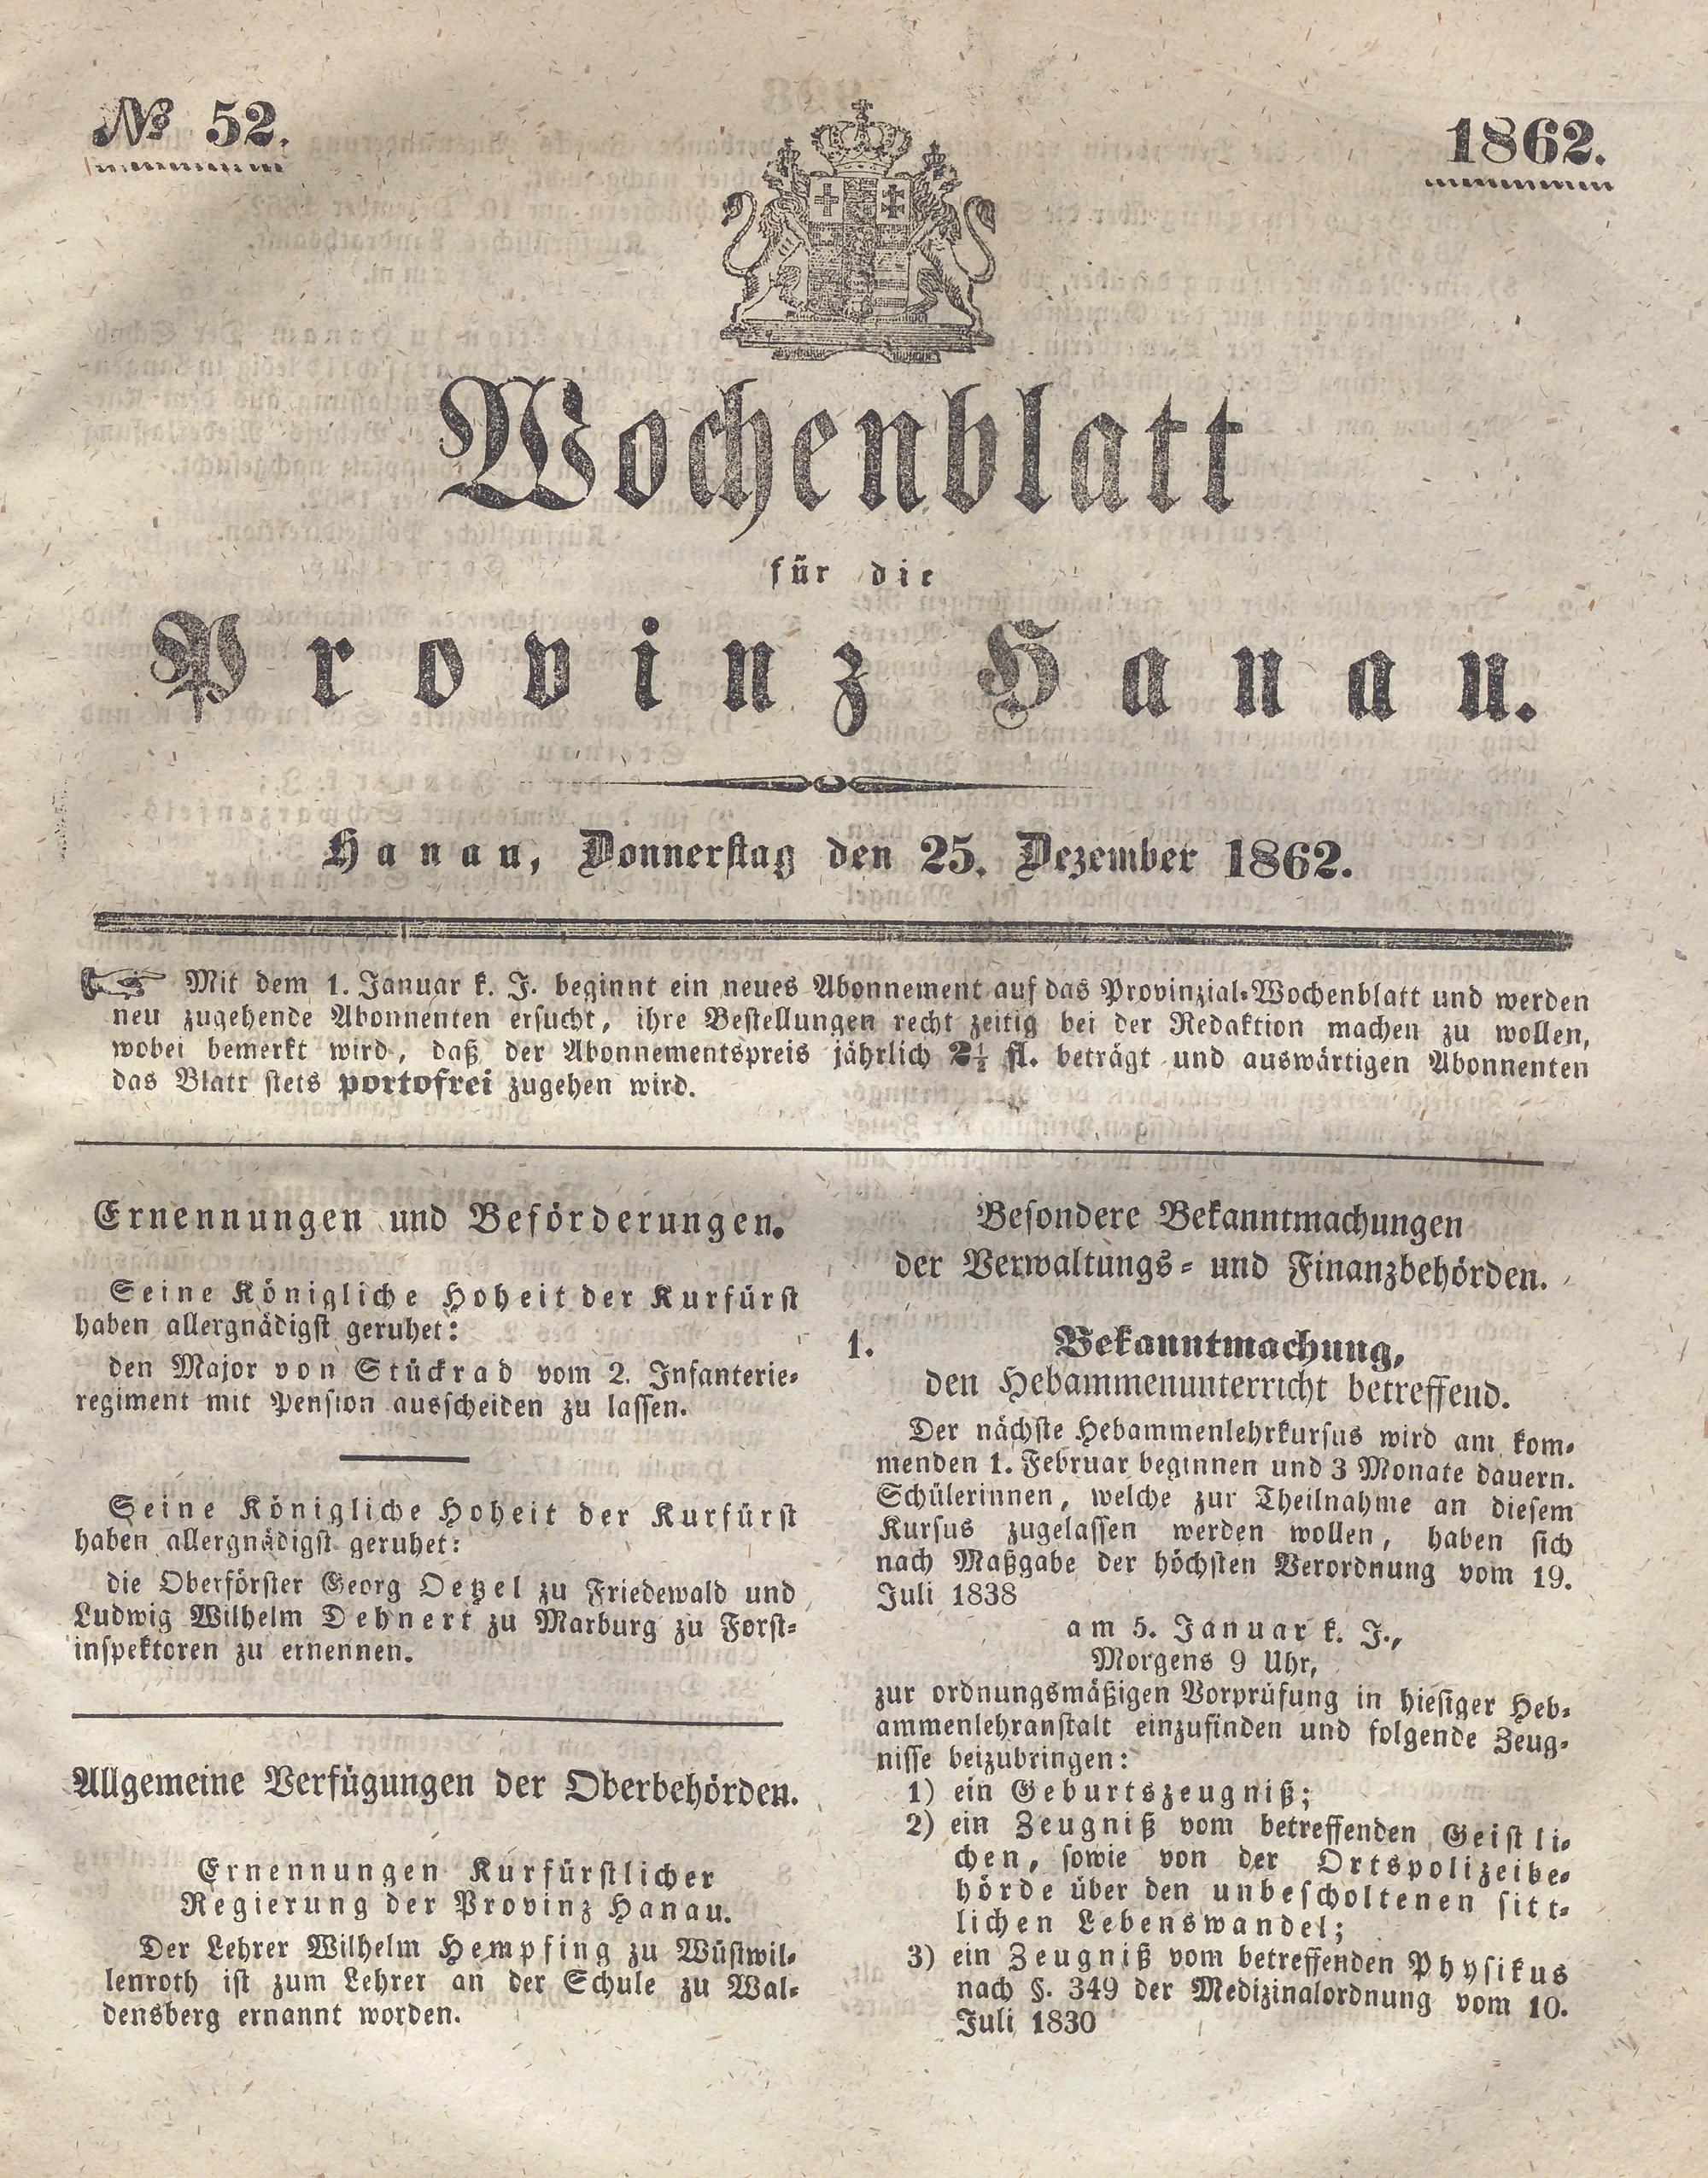 № 52.
1862.
Wochenblatt
für die
Provinz Hanau.
Hanau, Donnerstag den 25. Dezember 1862.
☞ Mit dem 1. Januar k. J. beginnt ein neues Abonnement auf das Provinzial-Wochenblatt und werden
neu zugehende Abonnenten ersucht, ihre Bestellungen recht zeitig bei der Redaktion machen zu wollen,
wobei bemerkt wird, daß der Abonnementspreis jährlich 2½ fl. beträgt und auswärtigen Abonnenten
das Blatt stets portofrei zugehen wird.
Ernennungen und Beförderungen.
Seine Königliche Hoheit der Kurfürst
haben allergnädigst geruhet:
den Major von Stückrad vom 2. Infanterie-
regiment mit Pension ausscheiden zu lassen.
Seine Königliche Hoheit der Kurfürst
haben allergnädigst geruhet:
die Oberförster Georg Oetzel zu Friedewald und
Ludwig Wilhelm Dehnert zu Marburg zu Forst-
inspektoren zu ernennen.
Allgemeine Verfügungen der Oberbehörden.
Ernennungen Kurfürstlicher
Regierung der Provinz Hanau.
Der Lehrer Wilhelm Hempfing zu Wüstwil-
lenroth ist zum Lehrer an der Schule zu Wal-
densberg ernannt worden.
Besondere Bekanntmachungen
der Verwaltungs- und Finanzbehörden.
1. Bekanntmachung,
den Hebammenunterricht betreffend.
Der nächste Hebammenlehrkursus wird am kom-
menden 1. Februar beginnen und 3 Monate dauern.
Schülerinnen, welche zur Theilnahme an diesem
Kursus zugelassen werden wollen, haben sich
nach Maßgabe der höchsten Verordnung vom 19.
Juli 1838
am 5. Januar k. J.,
Morgens 9 Uhr,
zur ordnungsmäßigen Vorprüfung in hiesiger Heb-
ammenlehranstalt einzufinden und folgende Zeug-
nisse beizubringen:
1) ein Geburtszeugniß;
2) ein Zeugniß vom betreffenden Geistli-
chen, sowie von der Ortspolizeibe-
hörde über den unbescholtenen sitt-
lichen Lebenswandel;
3) ein Zeugniß vom betreffenden Physikus
nach §. 349 der Medizinalordnung vom 10.
Juli 1830